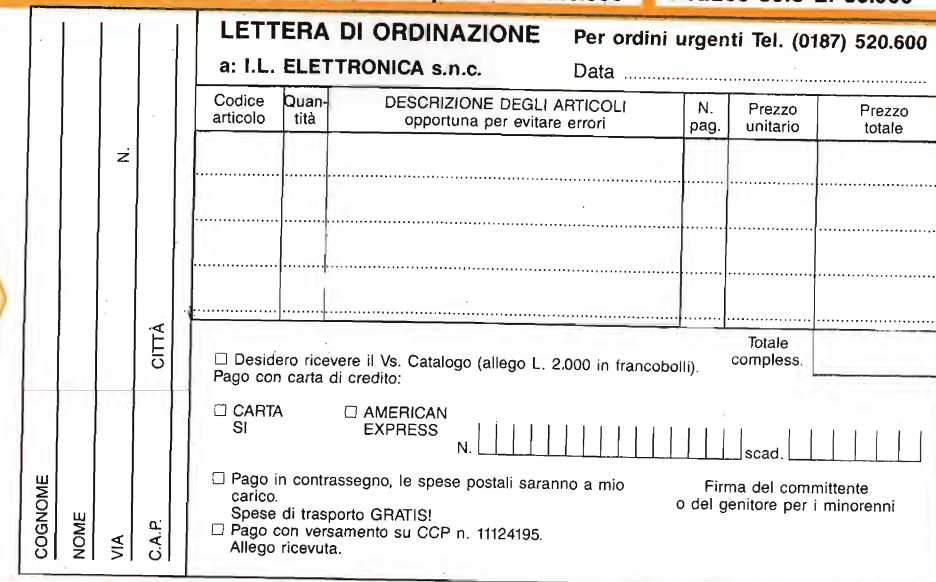 LETTERA DI ORDINAZIONE
Per ordini urgenti Tel. (0187) 520.600
a: I.L. ELETTRONICA s.n.c.
Data
Codice articolo
Quan-
tità
DESCRIZIONE DEGLI ARTICOLI
opportuna per evitare errori
N.
pag.
Prezzo
unitario
Prezzo
totale
Totale
compless.
☐ Desidero ricevere il Vs. Catalogo (allego L. 2.000 in francobolli).
Pago con carta di credito:
☐ CARTA
SI
☐ AMERICAN
EXPRESS
N.
scad.
☐ Pago in contrassegno, le spese postali saranno a mio
carico.
Spese di trasporto GRATIS!
☐ Pago con versamento su CCP n. 11124195.
Allego ricevuta.
Firma del committente
o del genitore per i minorenni
COGNOME
NOME
VIA N.
C.A.P. CITTÀ